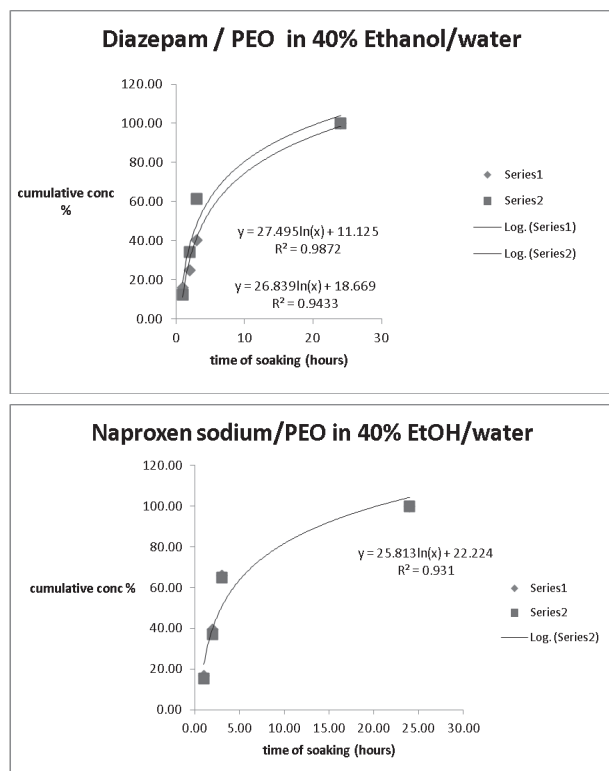 Diazepam / PEO in 40% Ethanol/water
120.00
100.00
80.00
60.00
40.00
20.00
0.00
cumulative conc
%
y = 27.495ln(x) + 11.125
R² = 0.9872
y = 26.839ln(x) + 18.669
R² = 0.9433
0 10 20 30
time of soaking (hours)
Series1
Series2
Log. (Series1)
Log. (Series2)
Naproxen sodium/PEO in 40% EtOH/water
120.00
100.00
80.00
60.00
40.00
20.00
0.00
cumulative conc %
y = 25.813ln(x) + 22.224
R² = 0.931
0.00 5.00 10.00 15.00 20.00 25.00 30.00
time of soaking (hours)
Series1
Series2
Log. (Series2)